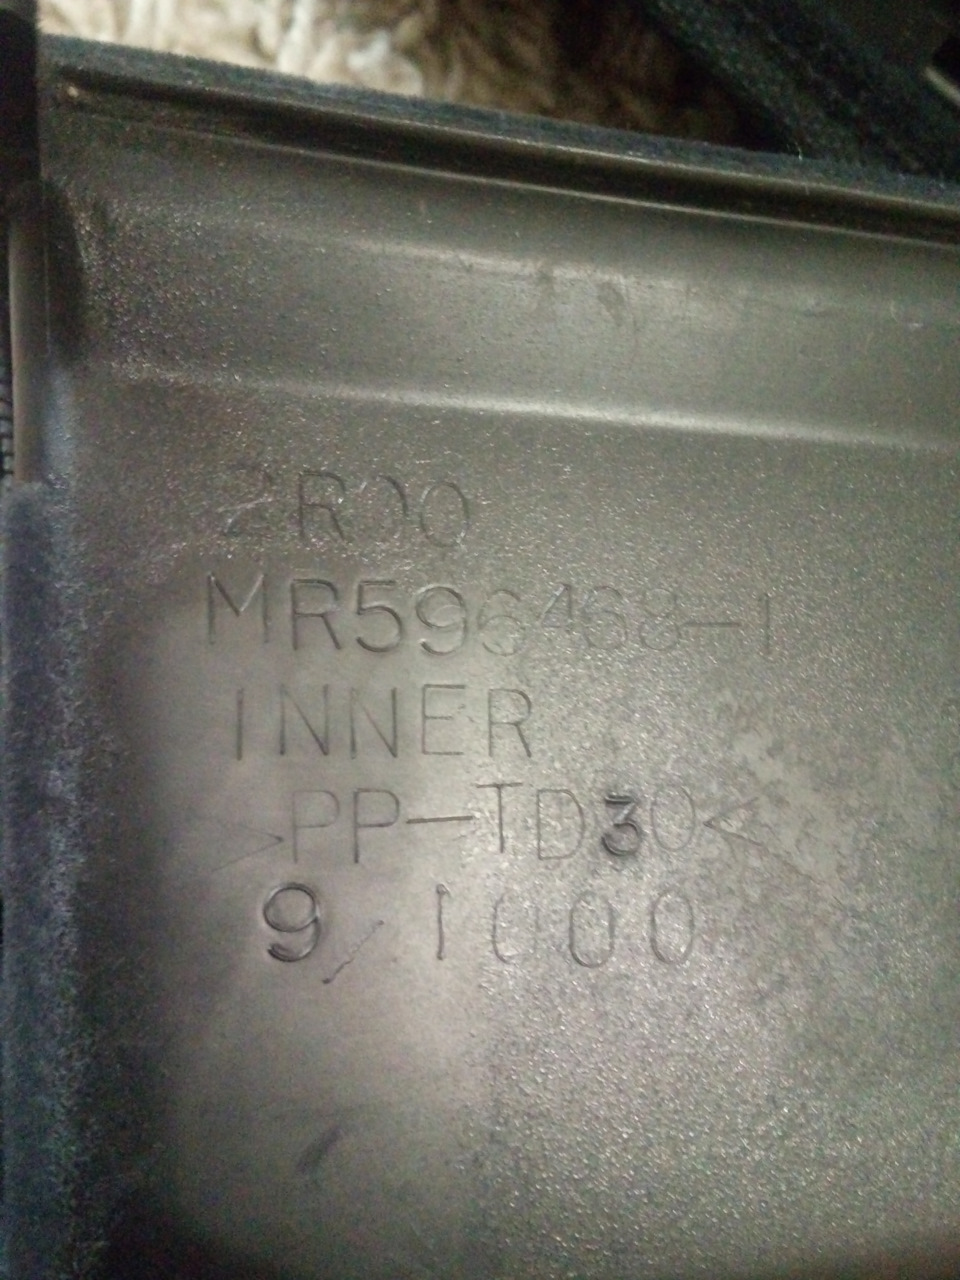 2R00
MR596468-1
INNER
>PP-TD30<
9/1000